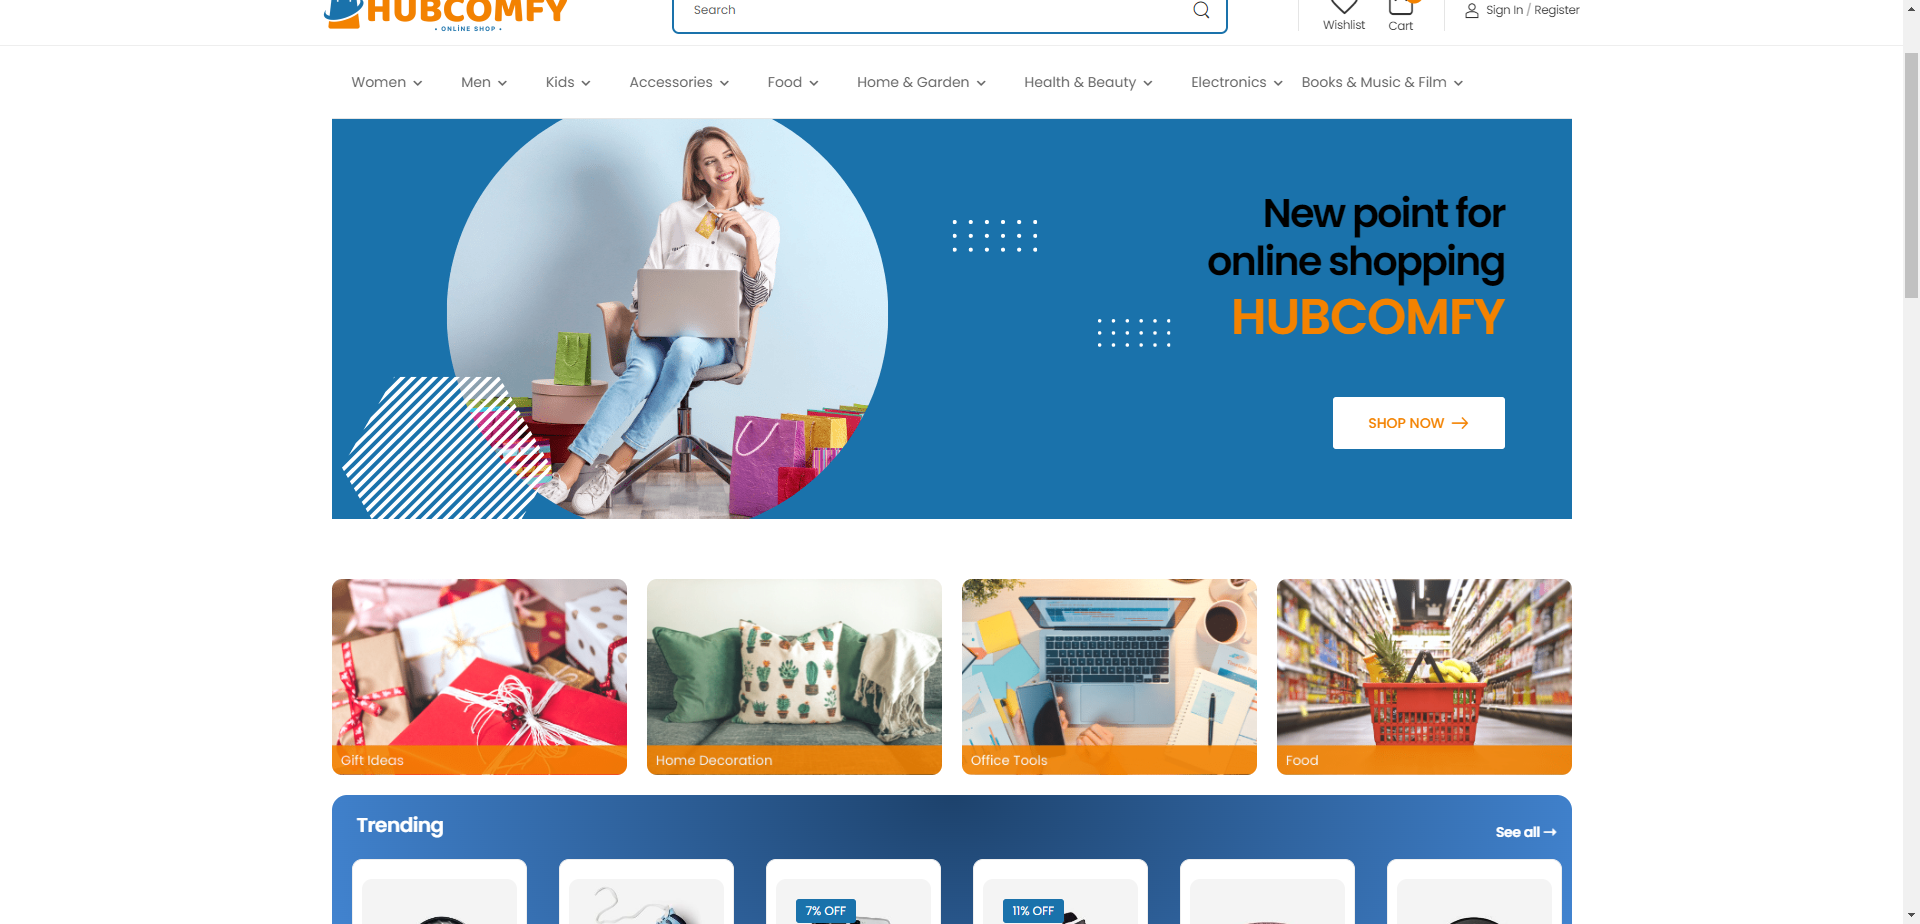 HUBCOMFY
• ONLİNE SHOP •
Search
Wishlist
Cart
Sign In / Register
Women
Men
Kids
Accessories
Food
Home & Garden
Health & Beauty
Electronics
Books & Music & Film
New point for
online shopping
HUBCOMFY
SHOP NOW
Gift Ideas
Home Decoration
Office Tools
Food
Trending
See all
7% OFF
11% OFF